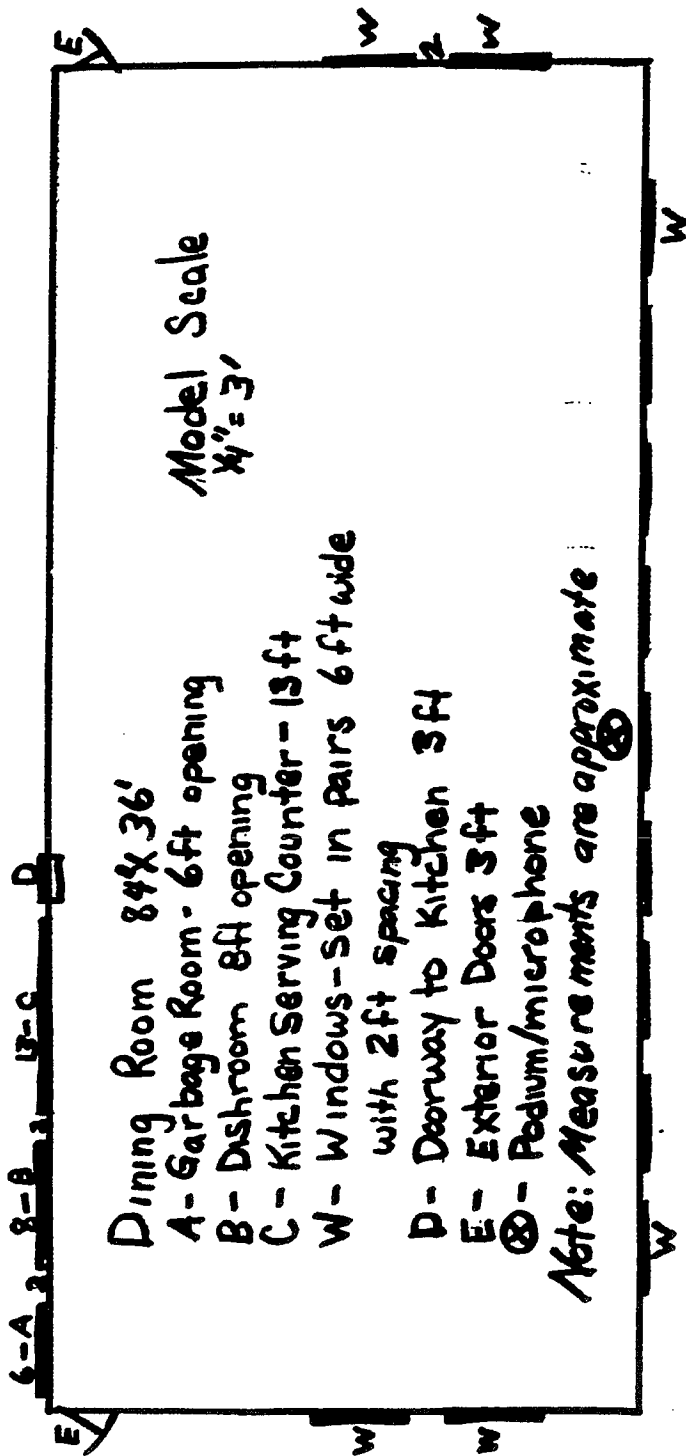 6-A 2 8-B 2 13-C D
E E
Dining Room 84'X 36'
A- Garbage Room- 6ft opening
B- Dishroom 8ft opening
C- Kitchen Serving Counter- 13ft
W- Windows-Set in pairs 6ft wide
with 2ft spacing
D- Doorway to Kitchen 3ft
E- Exterior Doors 3ft
⊗- Podium/microphone
Note: Measurements are approximate
Model Scale
1/4"= 3'
W W
W 2 W
⊗
W W